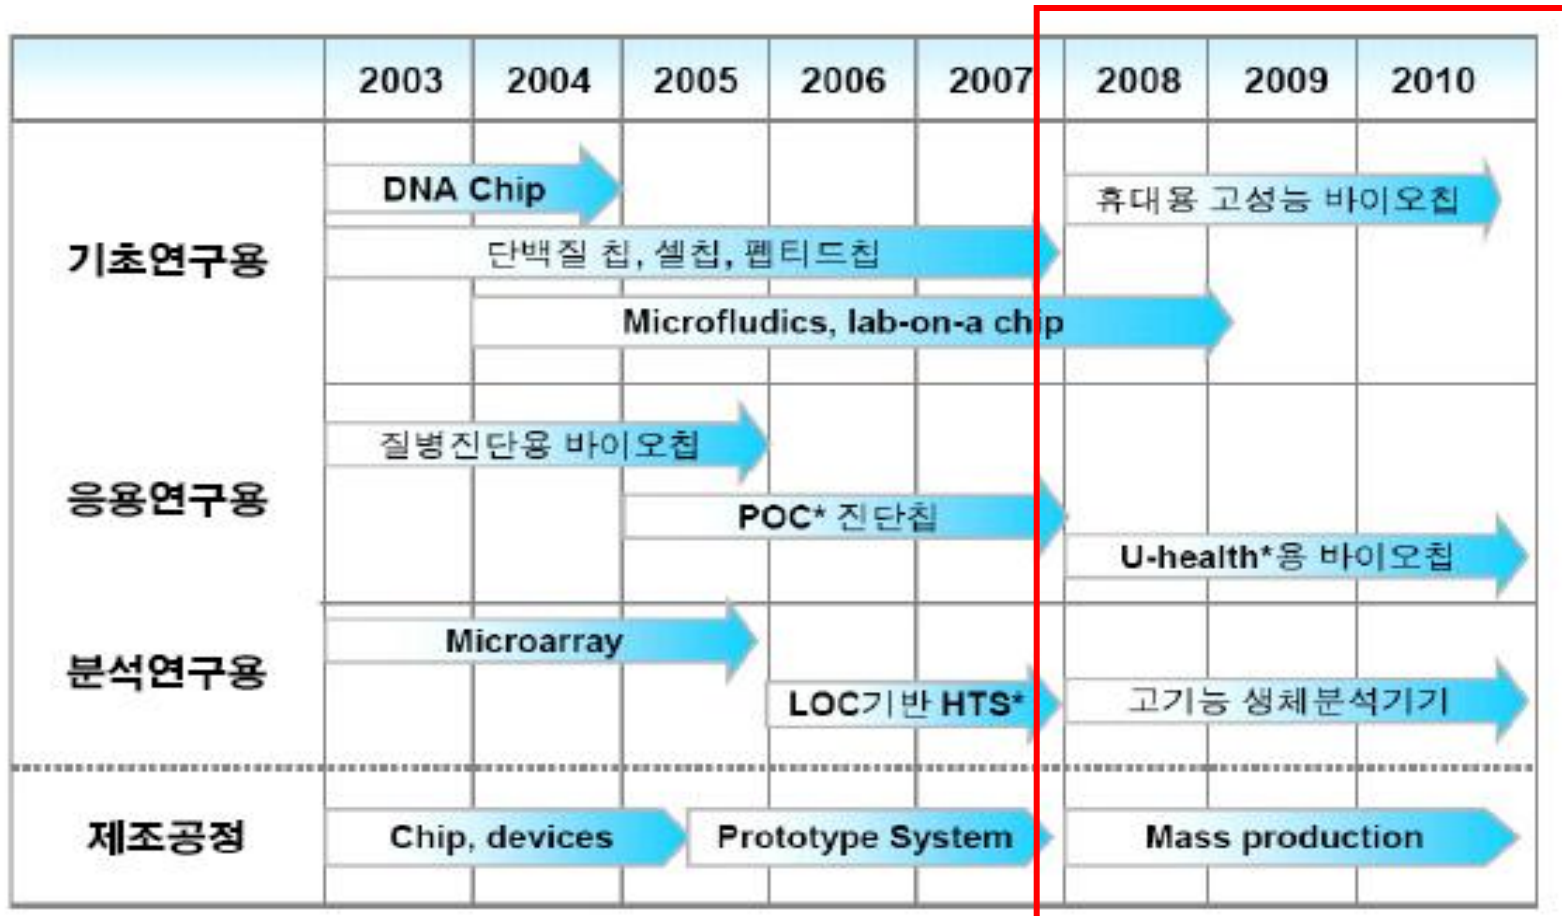 2003 2004 2005 2006 2007 2008 2009 2010
기초연구용
DNA Chip
휴대용 고성능 바이오칩
단백질 칩, 셀칩, 펩티드칩
Microfludics, lab-on-a chip
응용연구용
질병진단용 바이오칩
POC* 진단칩
U-health*용 바이오칩
분석연구용
Microarray
LOC기반 HTS*
고기능 생체분석기기
제조공정
Chip, devices
Prototype System
Mass production